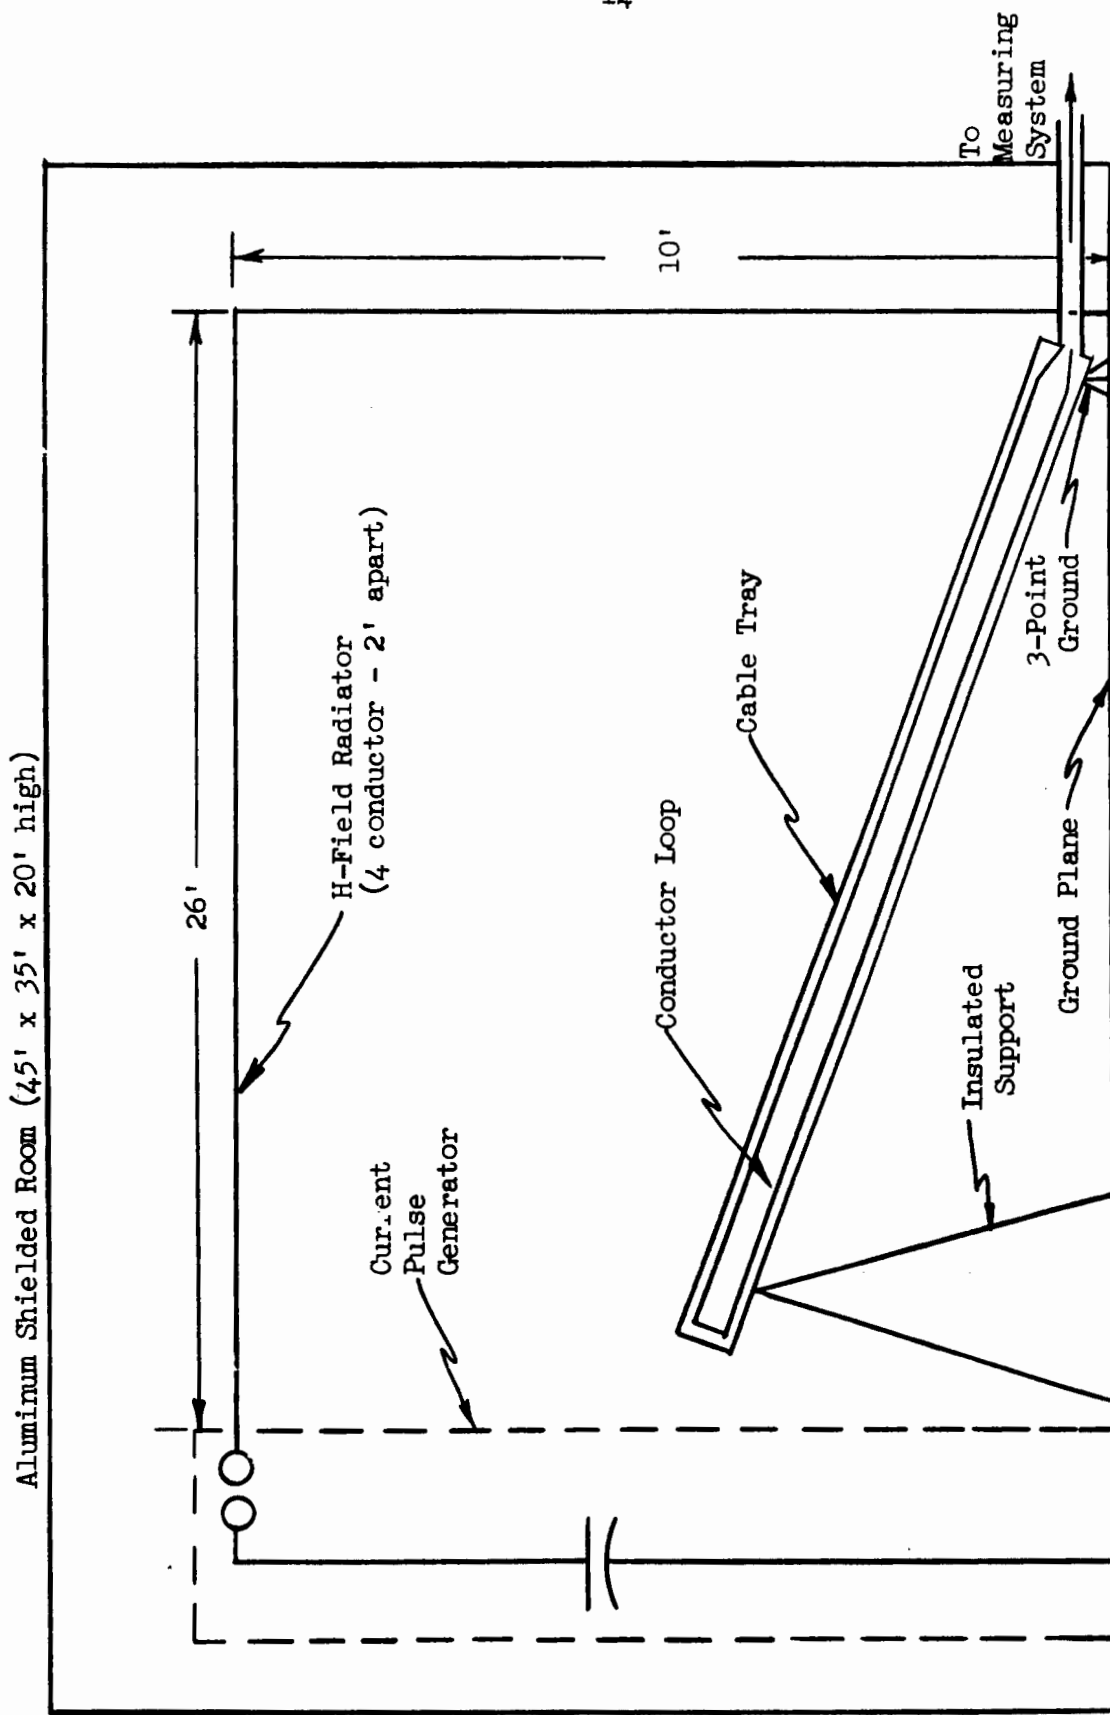 Aluminum Shielded Room (45' x 35' x 20' high)
26'
H-Field Radiator
(4 conductor - 2' apart)
10'
To
Measuring
System
Current
Pulse
Generator
Conductor Loop
Cable Tray
3-Point
Ground
Insulated
Support
Ground Plane